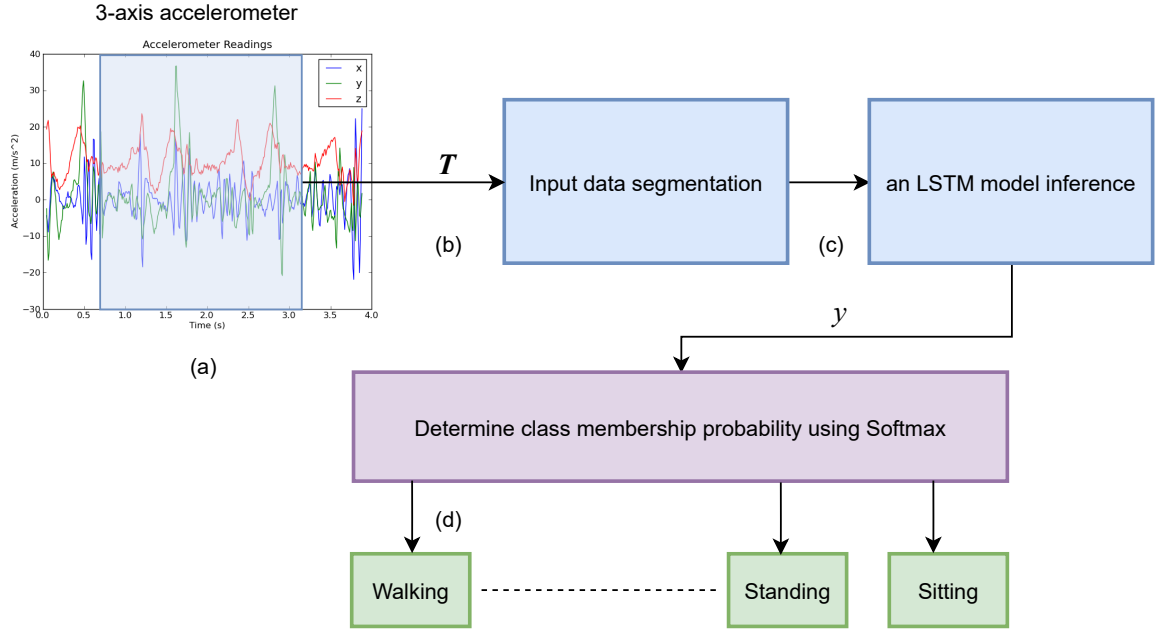 3-axis accelerometer
Accelerometer Readings
40
30
20
10
0
−10
−20
−30
Acceleration (m/s^2)
x
y
z
0.0 0.5 1.0 1.5 2.0 2.5 3.0 3.5 4.0
Time (s)
(a)
T
(b)
Input data segmentation
(c)
an LSTM model inference
y
Determine class membership probability using Softmax
(d)
Walking
Standing
Sitting